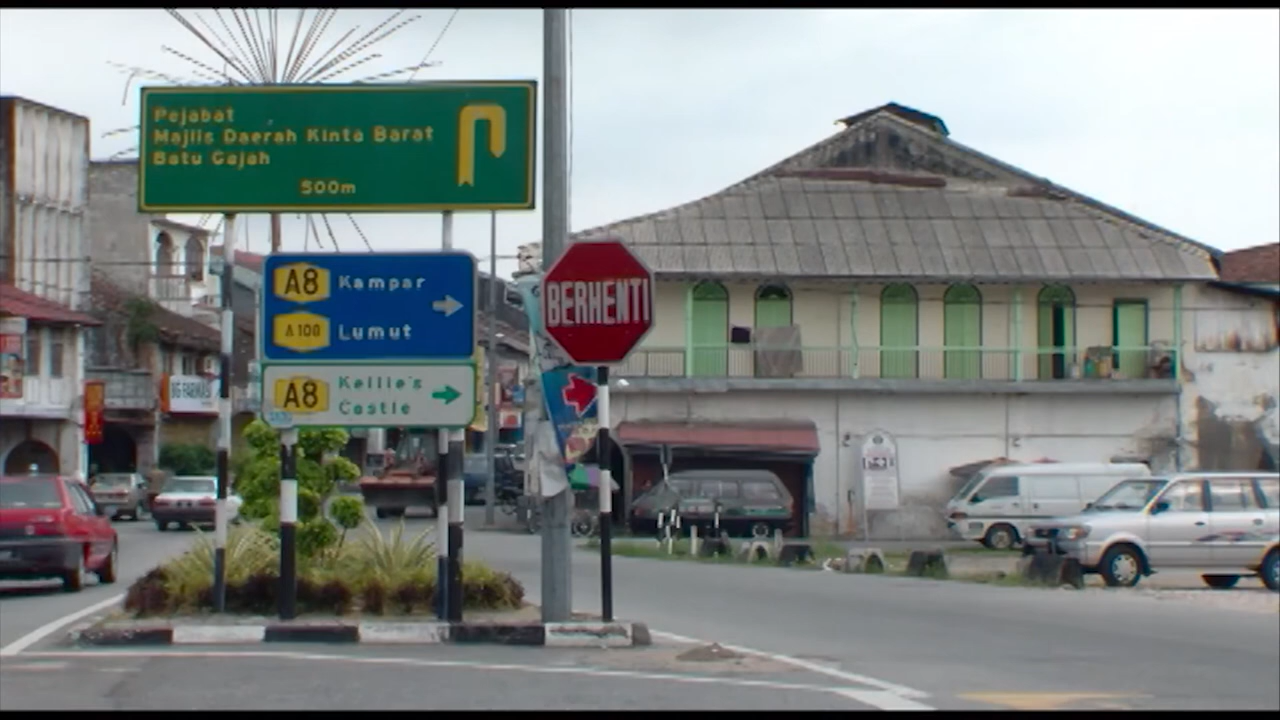 Pejabat
Majlis Daerah Kinta Barat
Batu Gajah
500m
A8 Kampar
A100 Lumut
A8 Kellie's
Castle
BERHENTI